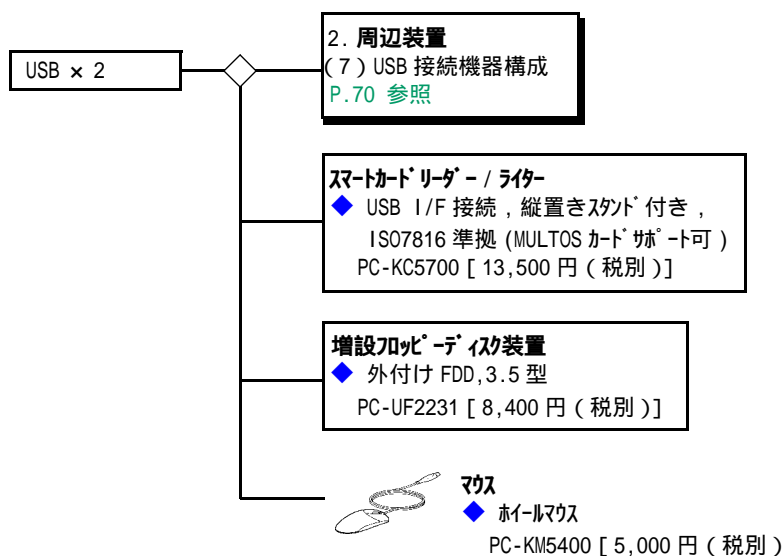 USB × 2
2. 周辺装置
(7) USB 接続機器構成
P.70 参照
スマートカードリーダー / ライター
◆ USB I/F 接続, 縦置きスタンド付き,
ISO7816 準拠 (MULTOS カードサポート可)
PC-KC5700 [ 13,500 円 ( 税別 )]
増設フロッピーディスク装置
◆ 外付け FDD,3.5 型
PC-UF2231 [ 8,400 円 ( 税別 )]
マウス
◆ ホイールマウス
PC-KM5400 [ 5,000 円 ( 税別 )